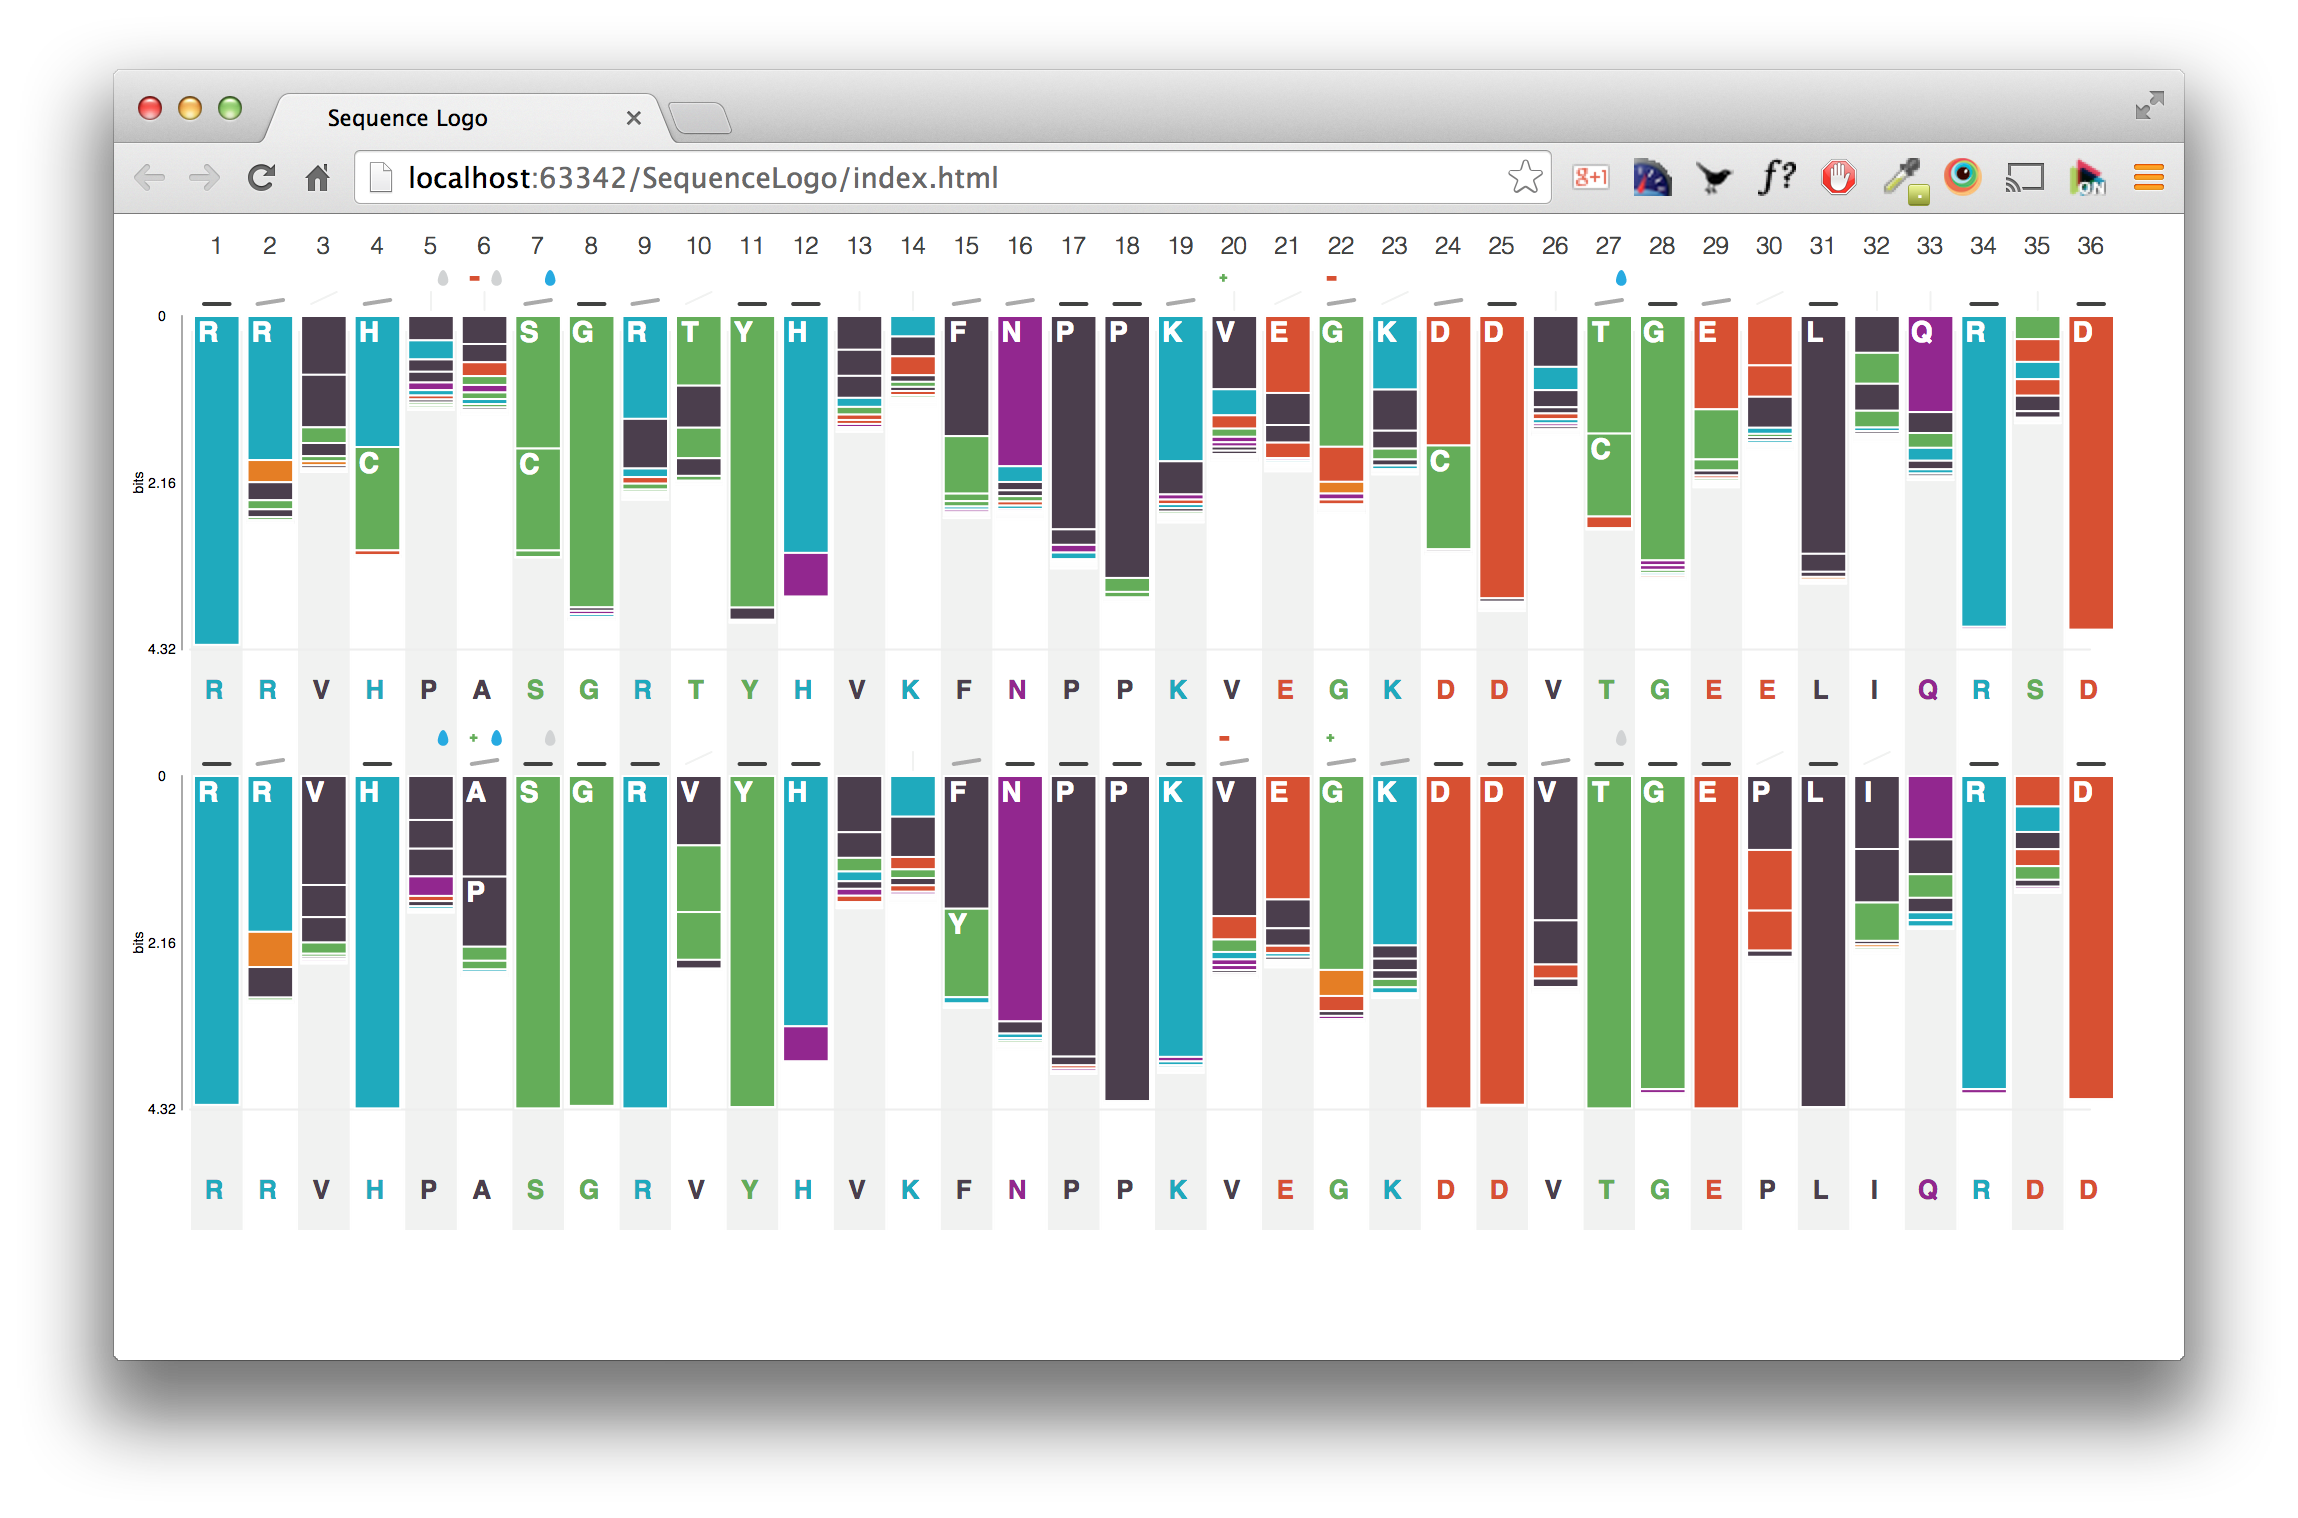 Sequence Logo
localhost:63342/SequenceLogo/index.html
g+1
f?
ON
1 2 3 4 5 6 7 8 9 10 11 12 13 14 15 16 17 18 19 20 21 22 23 24 25 26 27 28 29 30 31 32 33 34 35 36
- + -
0
R R H S G R T Y H F N P P K V E G K D D T G E L Q R D
C C C C
bits 2.16
4.32
R R V H P A S G R T Y H V K F N P P K V E G K D D V T G E E L I Q R S D
+ - +
0
R R V H A S G R V Y H F N P P K V E G K D D V T G E P L I R D
P Y
bits 2.16
4.32
R R V H P A S G R V Y H V K F N P P K V E G K D D V T G E P L I Q R D D